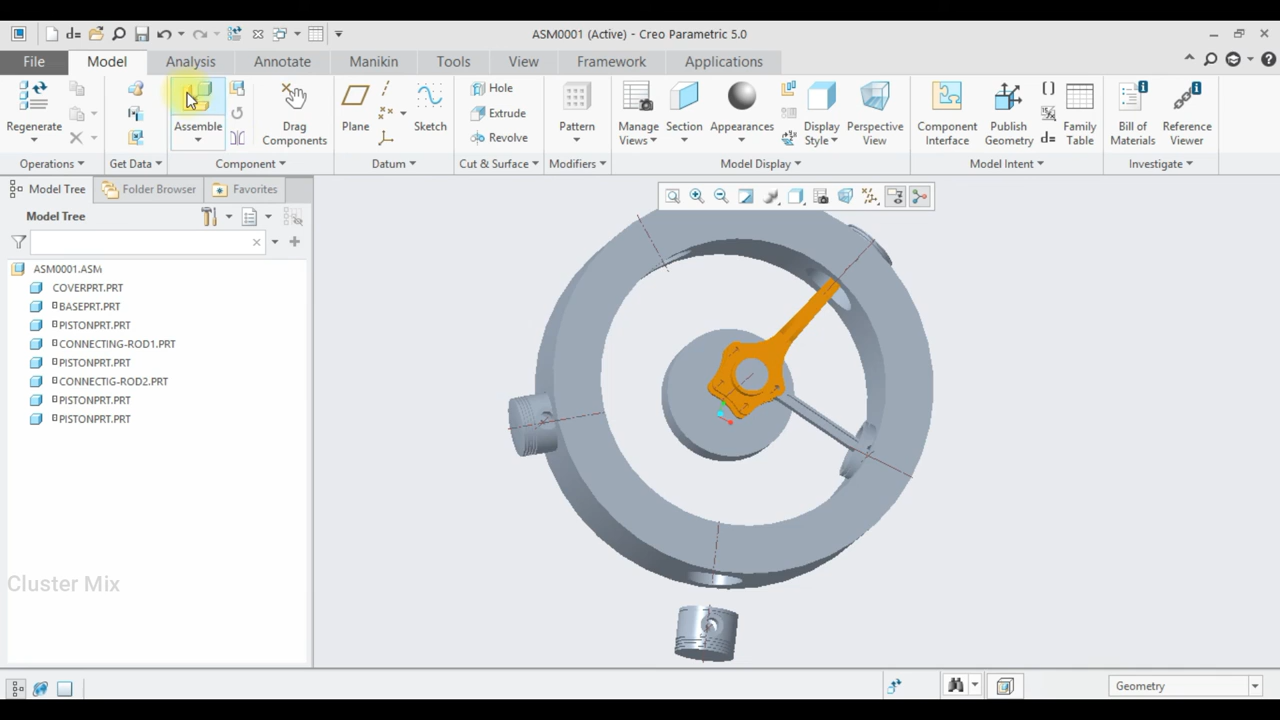 ASM0001 (Active) - Creo Parametric 5.0
File Model Analysis Annotate Manikin Tools View Framework Applications
Regenerate
Assemble
Drag
Components
Plane
Sketch
Hole
Extrude
Revolve
Pattern
Manage
Views
Section
Appearances
Display
Style
Perspective
View
Component
Interface
Publish
Geometry
d=
Family
Table
Bill of
Materials
Reference
Viewer
Operations Get Data Component Datum Cut & Surface Modifiers Model Display Model Intent Investigate
Model Tree Folder Browser Favorites
Model Tree
ASM0001.ASM
COVERPRT.PRT
BASEPRT.PRT
PISTONPRT.PRT
CONNECTING-ROD1.PRT
PISTONPRT.PRT
CONNECTIG-ROD2.PRT
PISTONPRT.PRT
PISTONPRT.PRT
Cluster Mix
Geometry